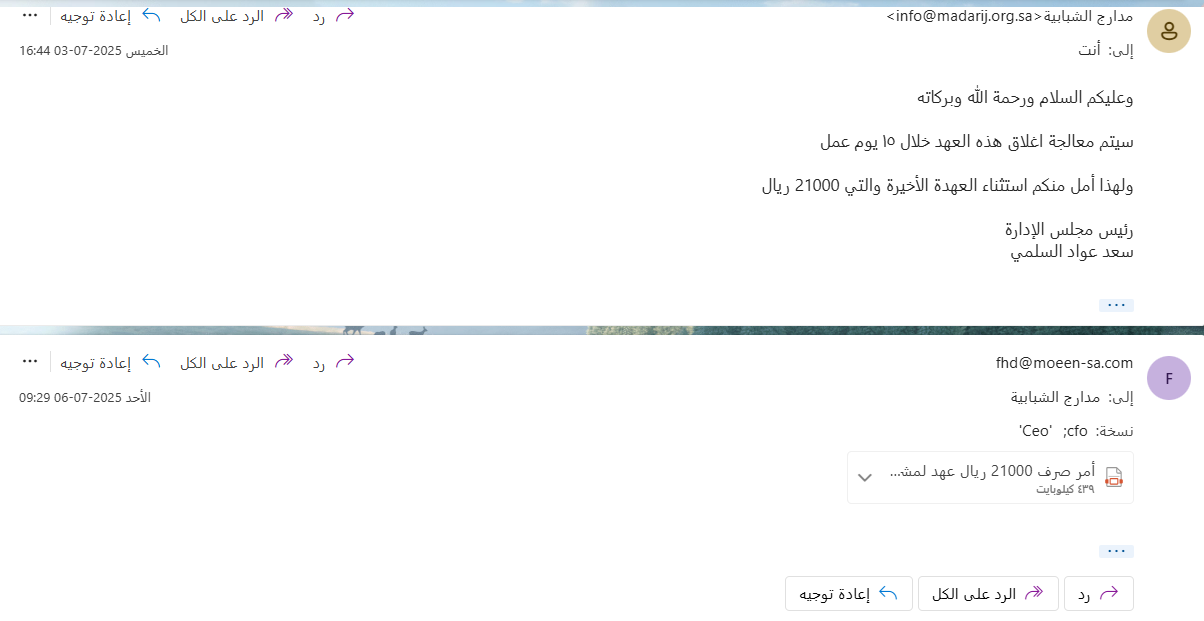 مدارج الشبابية<info@madarij.org.sa>
رد
الرد على الكل
إعادة توجيه
إلى: أنت
الخميس 2025-07-03 16:44
وعليكم السلام ورحمة الله وبركاته
سيتم معالجة اغلاق هذه العهد خلال ١٥ يوم عمل
ولهذا أمل منكم استثناء العهدة الأخيرة والتي 21000 ريال
رئيس مجلس الإدارة
سعد عواد السلمي
fhd@moeen-sa.com
رد
الرد على الكل
إعادة توجيه
F
إلى: مدارج الشبابية
الأحد 2025-07-06 09:29
نسخة: cfo; 'Ceo'
أمر صرف 21000 ريال عهد لمشـ...
٤٣٩ كيلوبايت
رد
الرد على الكل
إعادة توجيه